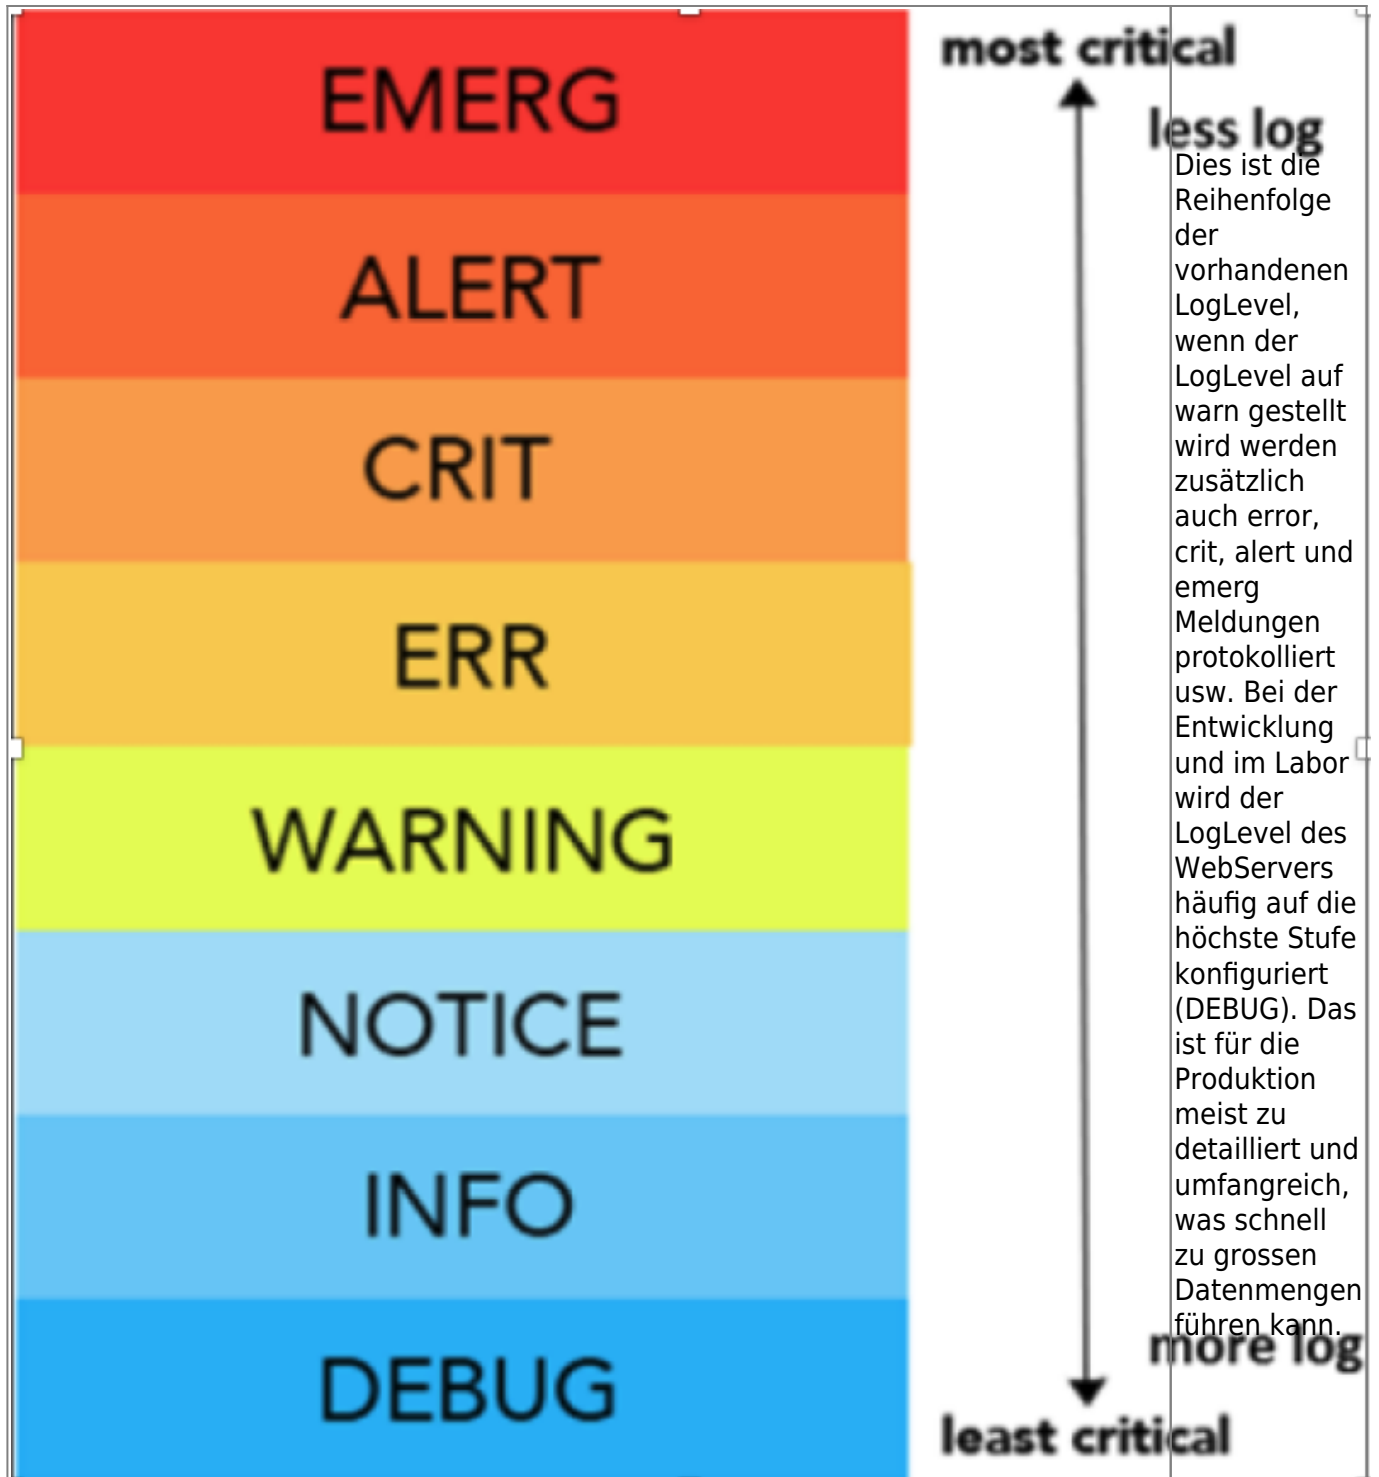 EMERG
ALERT
CRIT
ERR
WARNING
NOTICE
INFO
DEBUG
most critical
less log
Dies ist die
Reihenfolge
der
vorhandenen
LogLevel,
wenn der
LogLevel auf
warn gestellt
wird werden
zusätzlich
auch error,
crit, alert und
emerg
Meldungen
protokolliert
usw. Bei der
Entwicklung
und im Labor
wird der
LogLevel des
WebServers
häufig auf die
höchste Stufe
konfiguriert
(DEBUG). Das
ist für die
Produktion
meist zu
detailliert und
umfangreich,
was schnell
zu grossen
Datenmengen
führen kann.
more log
least critical